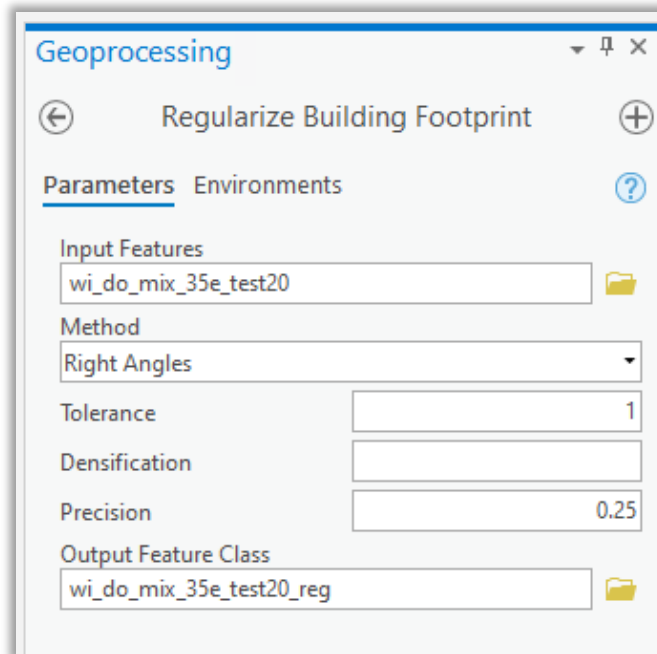 Geoprocessing
Regularize Building Footprint
Parameters Environments
Input Features
wi_do_mix_35e_test20
Method
Right Angles
Tolerance 1
Densification
Precision 0.25
Output Feature Class
wi_do_mix_35e_test20_reg